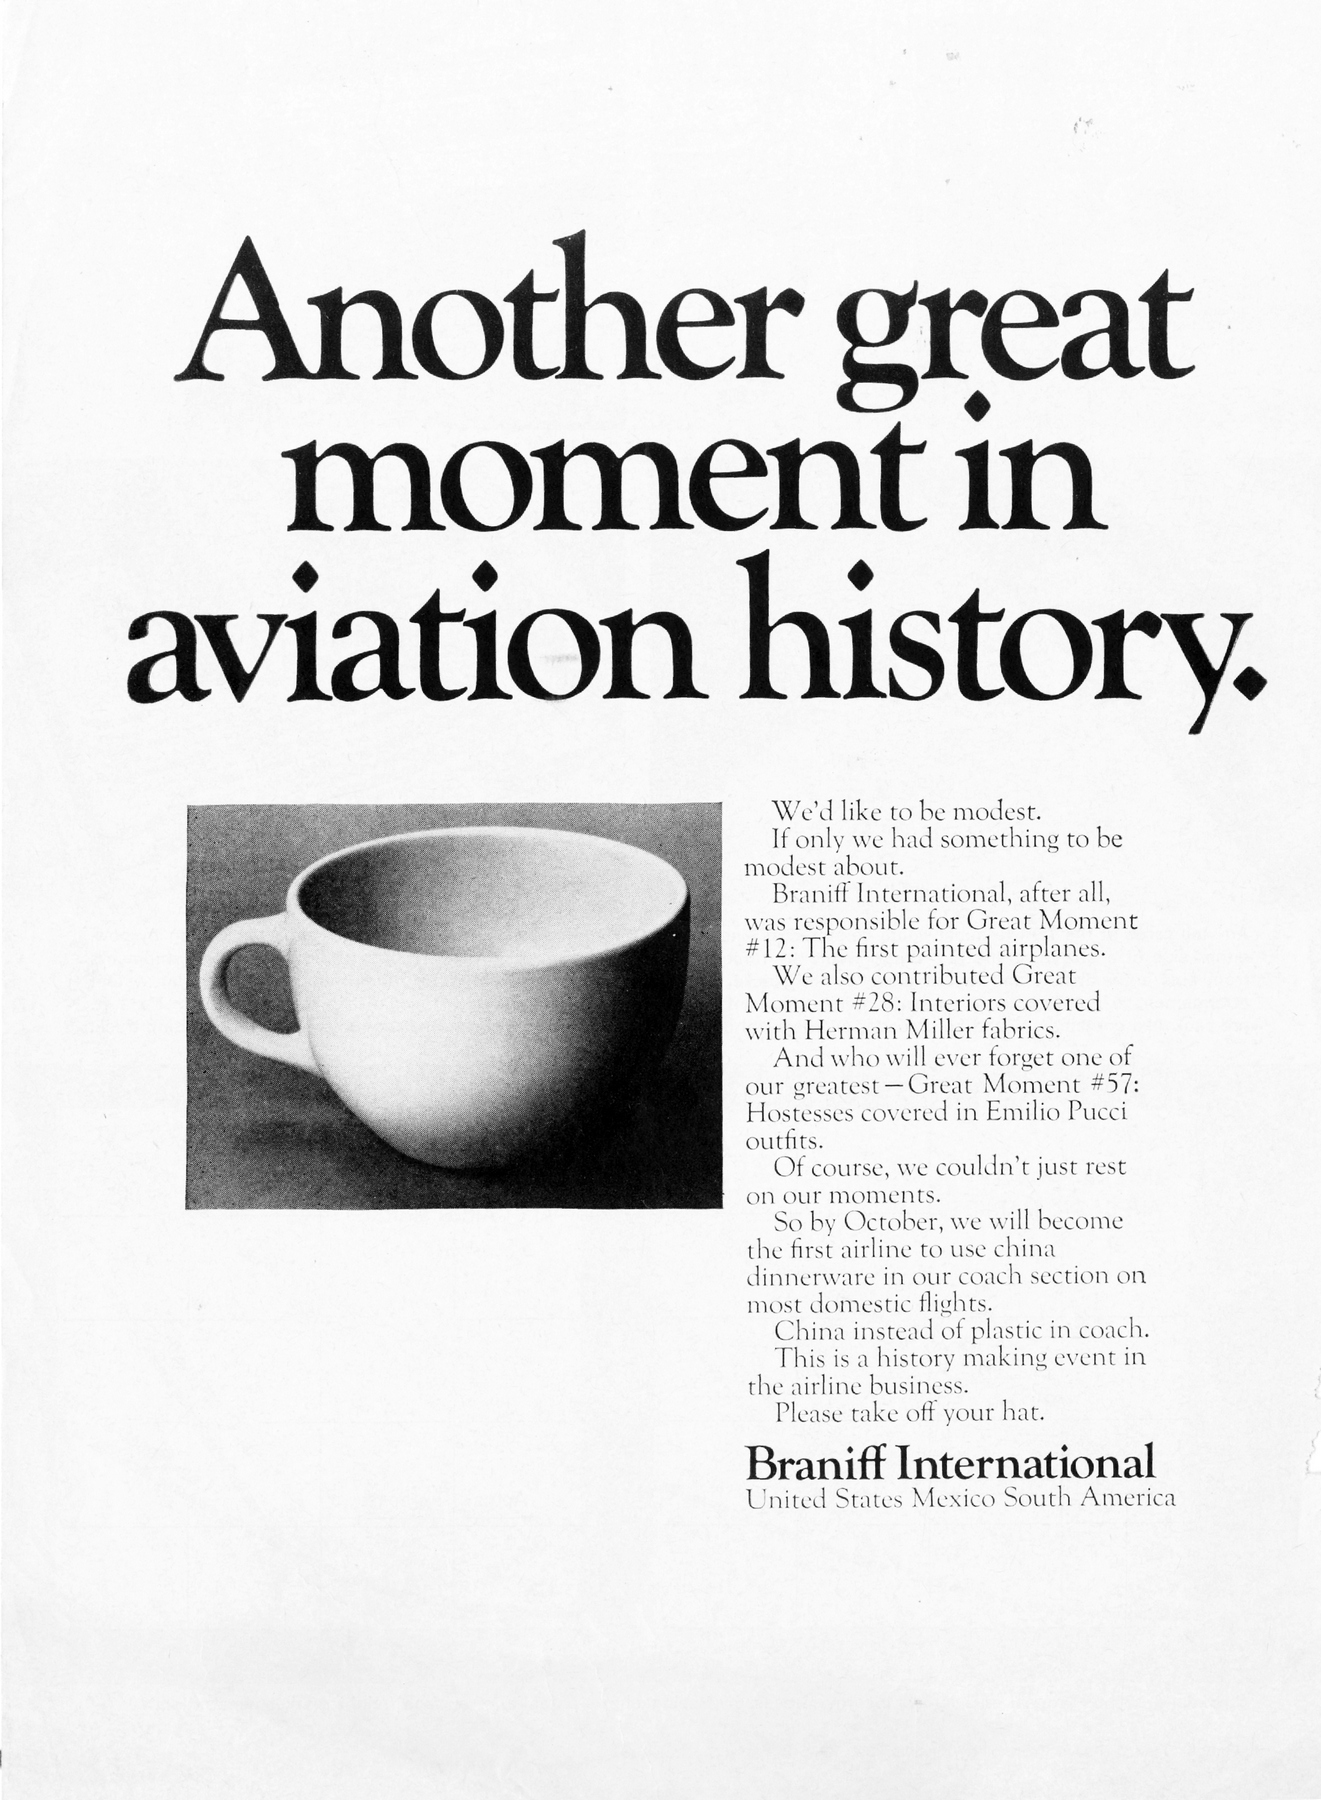 Another great
moment in
aviation history.
We'd like to be modest.
If only we had something to be
modest about.
Braniff International, after all,
was responsible for Great Moment
#12: The first painted airplanes.
We also contributed Great
Moment #28: Interiors covered
with Herman Miller fabrics.
And who will ever forget one of
our greatest—Great Moment #57:
Hostesses covered in Emilio Pucci
outfits.
Of course, we couldn't just rest
on our moments.
So by October, we will become
the first airline to use china
dinnerware in our coach section on
most domestic flights.
China instead of plastic in coach.
This is a history making event in
the airline business.
Please take off your hat.
Braniff International
United States Mexico South America